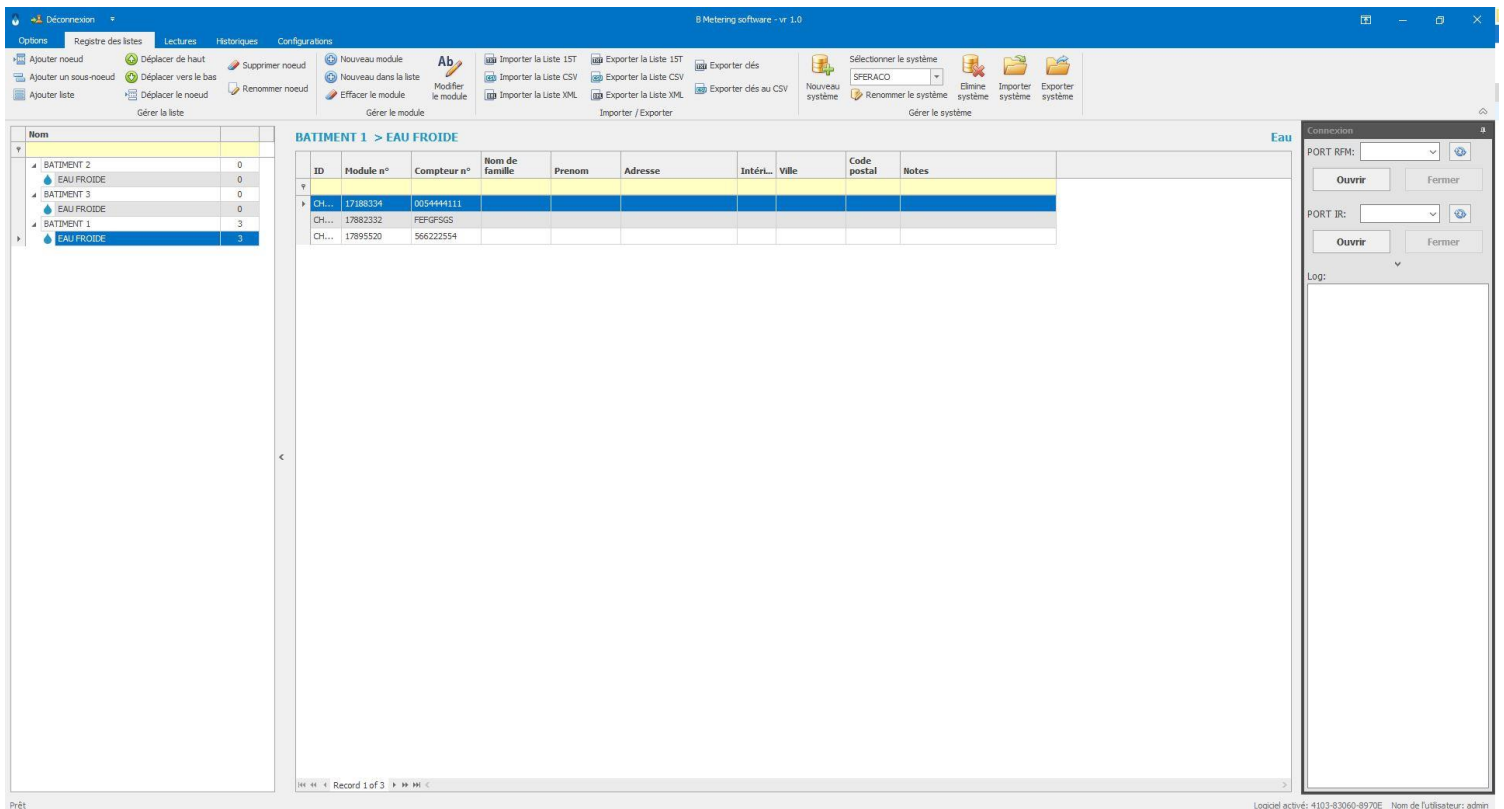 Déconnexion
B Metering software - vr 1.0
Options Registre des listes Lectures Historiques Configurations
Ajouter noeud
Ajouter un sous-noeud
Ajouter liste
Déplacer de haut
Déplacer vers le bas
Déplacer le noeud
Supprimer noeud
Renommer noeud
Gérer la liste
Nouveau module
Nouveau dans la liste
Effacer le module
Modifier
le module
Gérer le module
Importer la Liste 15T
Importer la Liste CSV
Importer la Liste XML
Exporter la Liste 15T
Exporter la Liste CSV
Exporter la Liste XML
Exporter clés
Exporter clés au CSV
Importer / Exporter
Nouveau
système
Sélectionner le système
SFERACO
Renommer le système
Elimine
système
Importer
système
Exporter
système
Gérer le système
Nom
BATIMENT 2 0
EAU FROIDE 0
BATIMENT 3 0
EAU FROIDE 0
BATIMENT 1 3
EAU FROIDE 3
BATIMENT 1 > EAU FROIDE
Eau
ID Module n° Compteur n° Nom de famille Prenom Adresse Intéri... Ville Code postal Notes
CH... 17188334 0054444111
CH... 17882332 FEFGFSGS
CH... 17895520 566222554
Record 1 of 3
Connexion
PORT RFM:
Ouvrir Fermer
PORT IR:
Ouvrir Fermer
Log:
Prêt
Logiciel activé: 4103-83060-8970E Nom de l'utilisateur: admin